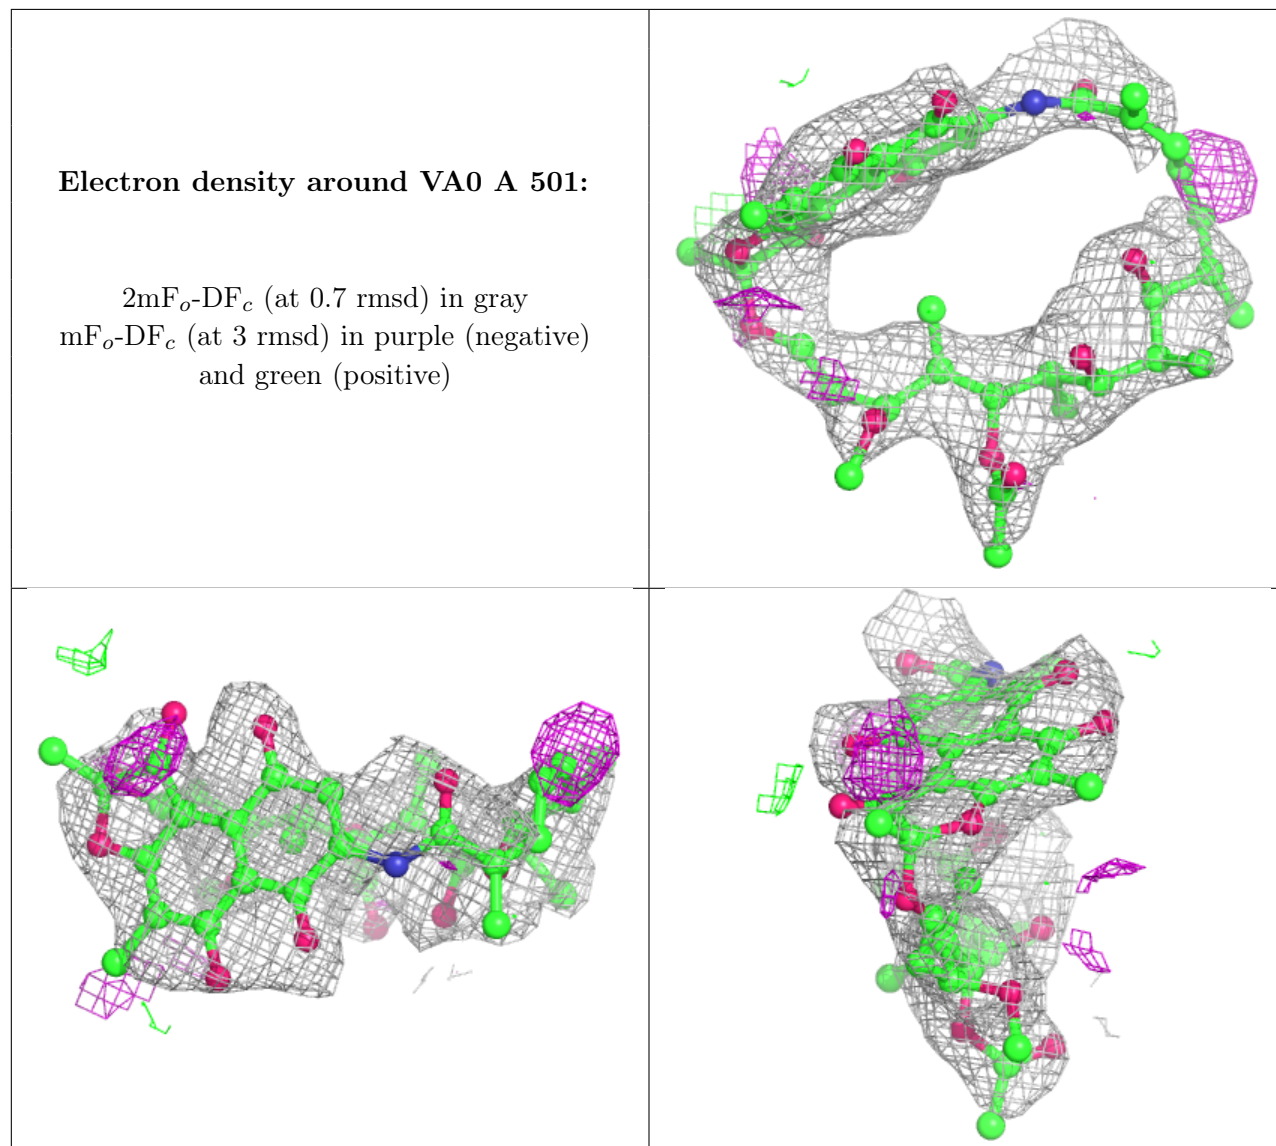 Electron density around VA0 A 501:
2mFo-DFc (at 0.7 rmsd) in gray
mFo-DFc (at 3 rmsd) in purple (negative)
and green (positive)